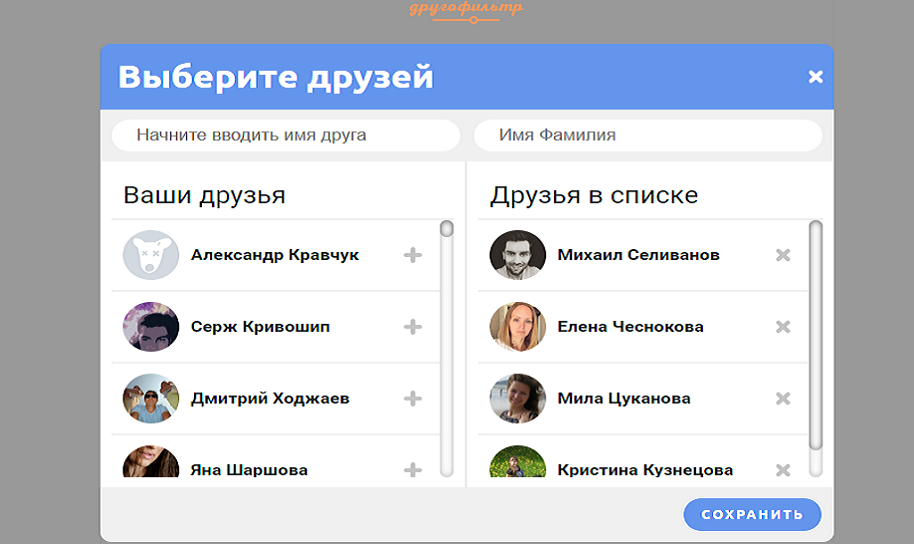 другофильтр
Выберите друзей
Начните вводить имя друга
Имя Фамилия
Ваши друзья
Александр Кравчук
Серж Кривошип
Дмитрий Ходжаев
Яна Шаршова
Друзья в списке
Михаил Селиванов
Елена Чеснокова
Мила Цуканова
Кристина Кузнецова
СОХРАНИТЬ